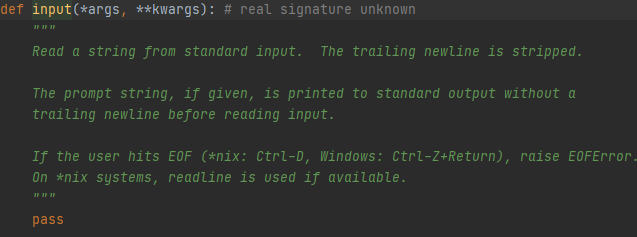 def input(*args, **kwargs): # real signature unknown
"""
Read a string from standard input.  The trailing newline is stripped.
The prompt string, if given, is printed to standard output without a
trailing newline before reading input.
If the user hits EOF (*nix: Ctrl-D, Windows: Ctrl-Z+Return), raise EOFError.
On *nix systems, readline is used if available.
"""
pass